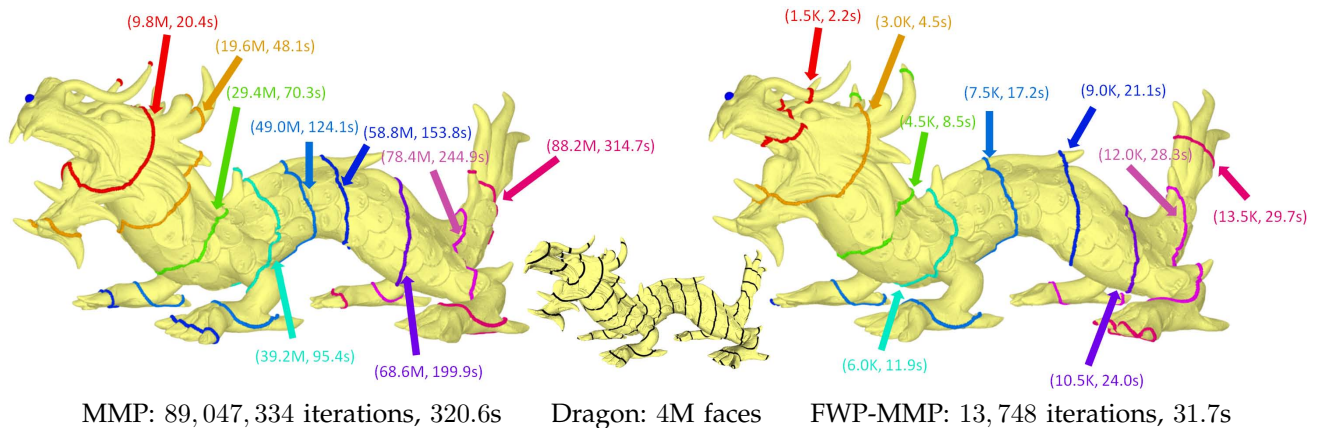 (9.8M, 20.4s)
(19.6M, 48.1s)
(29.4M, 70.3s)
(49.0M, 124.1s)
(58.8M, 153.8s)
(78.4M, 244.9s)
(88.2M, 314.7s)
(39.2M, 95.4s)
(68.6M, 199.9s)
(1.5K, 2.2s)
(3.0K, 4.5s)
(4.5K, 8.5s)
(7.5K, 17.2s)
(9.0K, 21.1s)
(12.0K, 28.3s)
(13.5K, 29.7s)
(6.0K, 11.9s)
(10.5K, 24.0s)
MMP: 89, 047, 334 iterations, 320.6s
Dragon: 4M faces
FWP-MMP: 13, 748 iterations, 31.7s